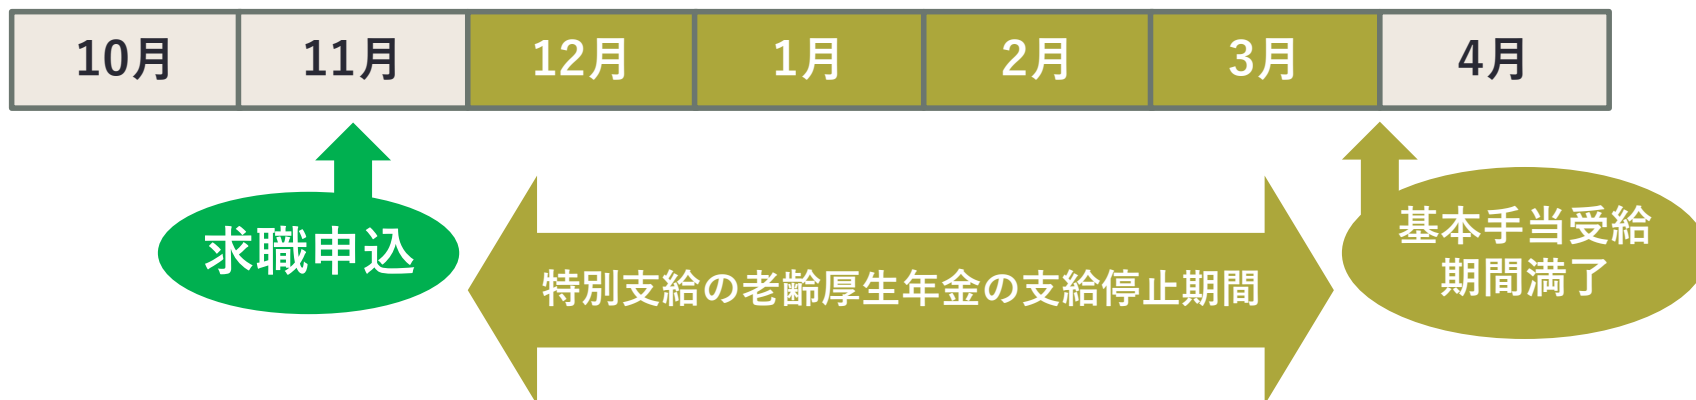 10月 11月 12月 1月 2月 3月 4月
求職申込
特別支給の老齢厚生年金の支給停止期間
基本手当受給
期間満了